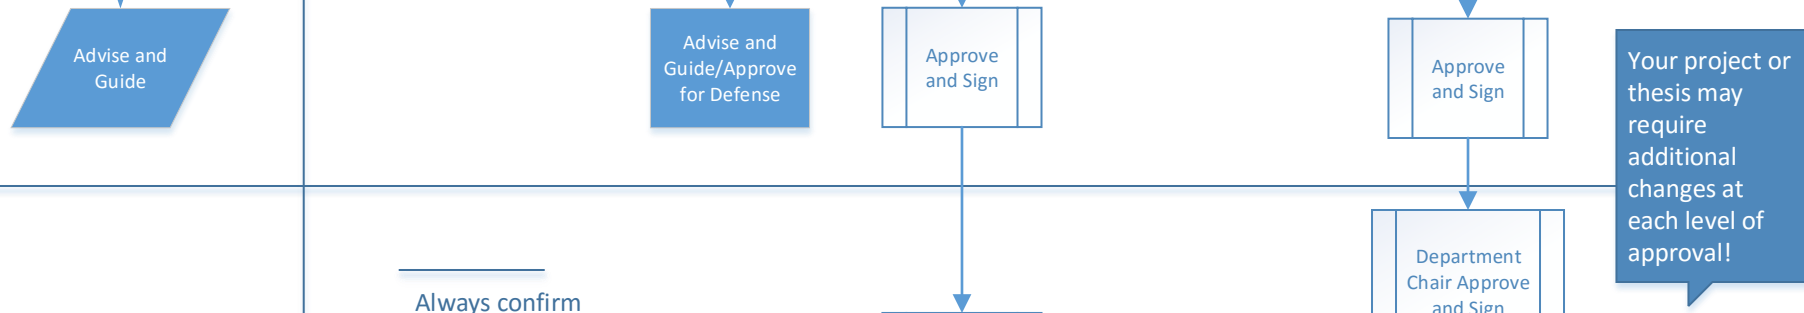 Advise and
Guide
Advise and
Guide/Approve
for Defense
Approve
and Sign
Approve
and Sign
Your project or
thesis may
require
additional
changes at
each level of
approval!
Always confirm
Department
Chair Approve
and Sign